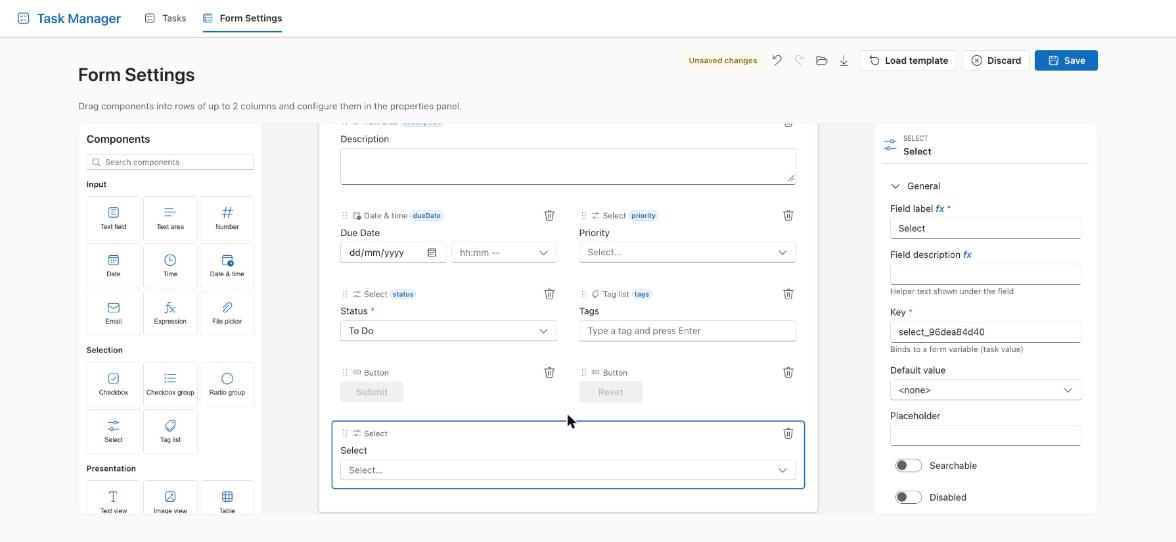 Task Manager
Tasks
Form Settings
Form Settings
Unsaved changes
Load template
Discard
Save
Drag components into rows of up to 2 columns and configure them in the properties panel.
Components
Search components
Input
Text field
Text area
Number
Date
Time
Date & time
Email
Expression
File picker
Selection
Checkbox
Checkbox group
Radio group
Select
Tag list
Presentation
Text view
Image view
Table
Description
Date & time dueDate
Select priority
Due Date
Priority
dd/mm/yyyy
hh:mm --
Select...
Select status
Tag list tags
Status *
Tags
To Do
Type a tag and press Enter
Button
Button
Submit
Reset
Select
Select
Select...
SELECT
Select
General
Field label fx *
Select
Field description fx
Helper text shown under the field
Key *
select_96dea84d40
Binds to a form variable (task value)
Default value
<none>
Placeholder
Searchable
Disabled